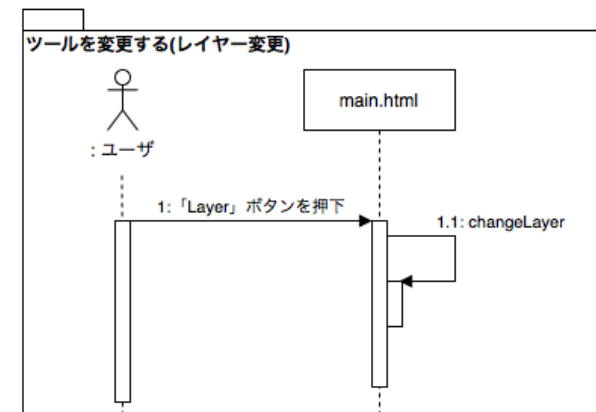 ツールを変更する(レイヤー変更)
main.html
: ユーザ
1:「Layer」ボタンを押下
1.1: changeLayer